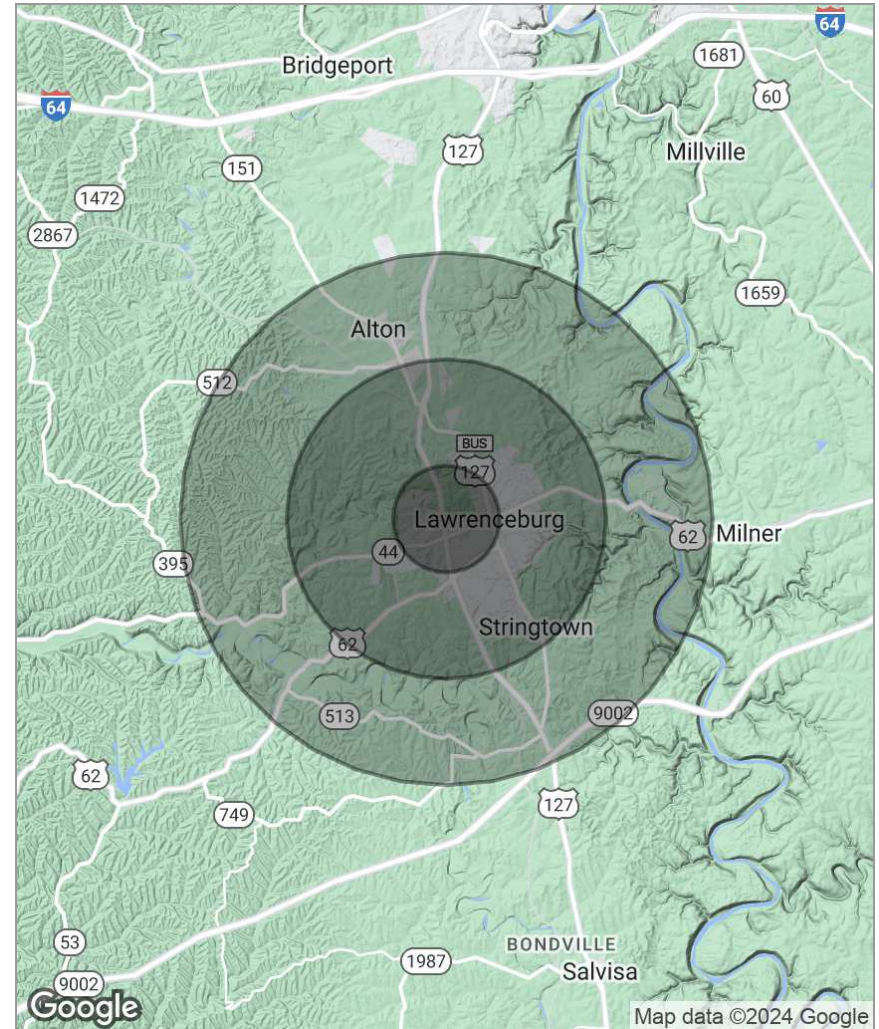 64
1681
Bridgeport
64
60
127
Millville
151
1472
2867
1659
Alton
512
BUS
127
Lawrenceburg
62
Milner
44
395
Stringtown
62
513
9002
62
127
749
53
BONDVILLE
1987
Salvisa
9002
Google
Map data ©2024 Google